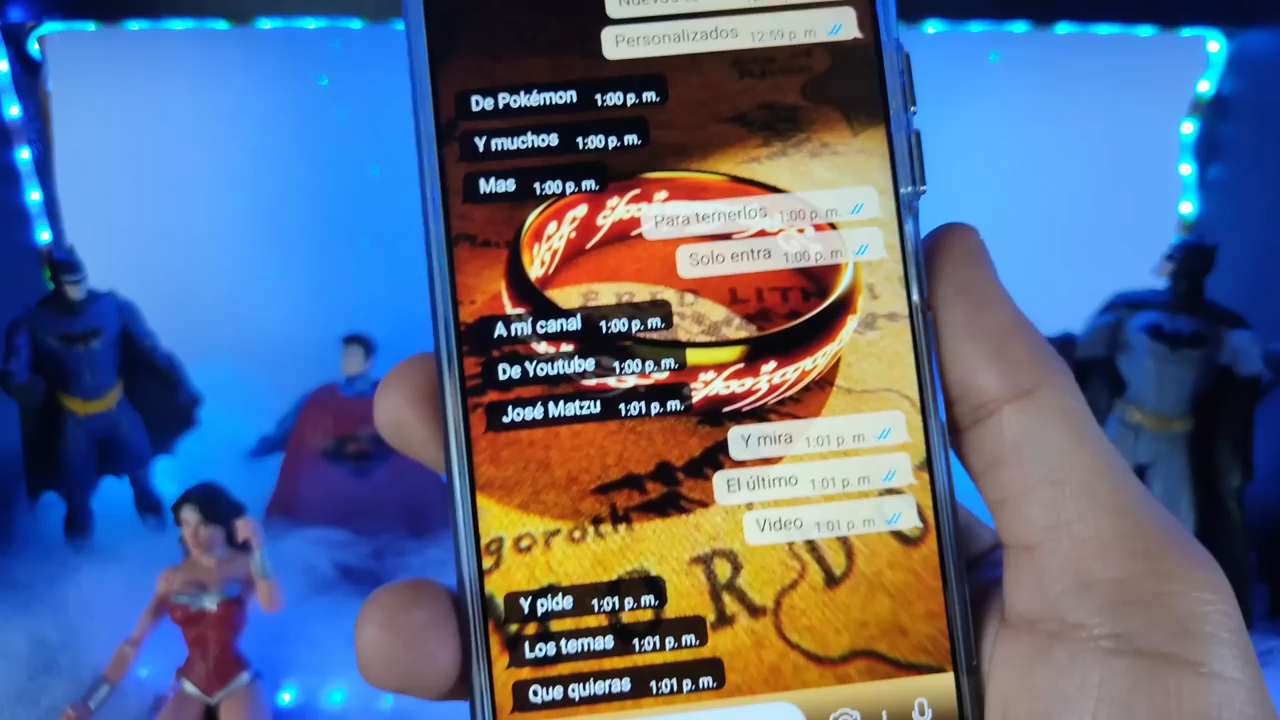 Personalizados 12:59 p. m.
De Pokémon 1:00 p. m.
Y muchos 1:00 p. m.
Mas 1:00 p. m.
Para ternerlos 1:00 p. m.
Solo entra 1:00 p. m.
A mí canal 1:00 p. m.
De Youtube 1:00 p. m.
José Matzu 1:01 p. m.
Y mira 1:01 p. m.
El último 1:01 p. m.
Video 1:01 p. m.
goroth
Y pide 1:01 p. m.
Los temas 1:01 p. m.
Que quieras 1:01 p. m.